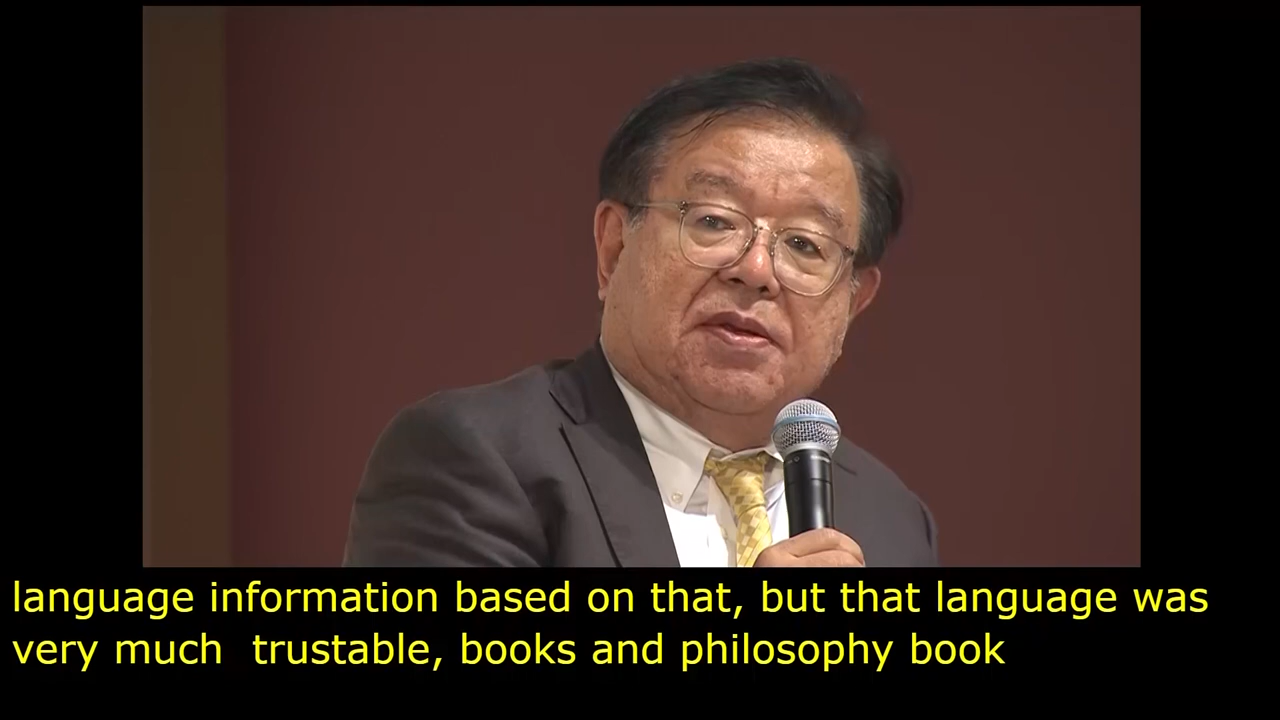 language information based on that, but that language was
very much  trustable, books and philosophy book